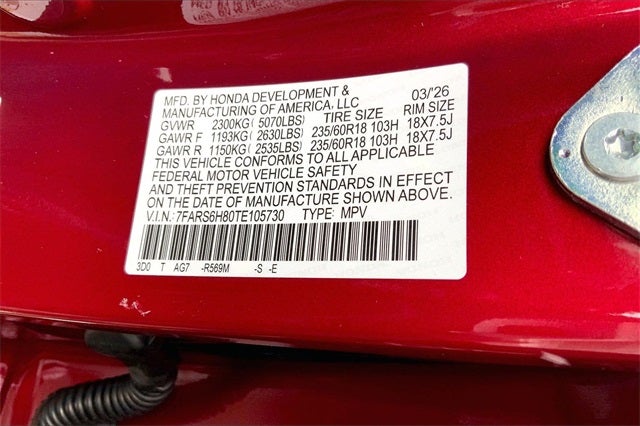 MFD. BY HONDA DEVELOPMENT & 03/'26
MANUFACTURING OF AMERICA, LLC
GVWR 2300KG( 5070LBS) TIRE SIZE RIM SIZE
GAWR F 1193KG( 2630LBS) 235/60R18 103H 18X7.5J
GAWR R 1150KG( 2535LBS) 235/60R18 103H 18X7.5J
THIS VEHICLE CONFORMS TO ALL APPLICABLE
FEDERAL MOTOR VEHICLE SAFETY
AND THEFT PREVENTION STANDARDS IN EFFECT
ON THE DATE OF MANUFACTURE SHOWN ABOVE.
V.I.N.: 7FARS6H80TE105730 TYPE: MPV
3D0 T AG7 -R569M -S -E